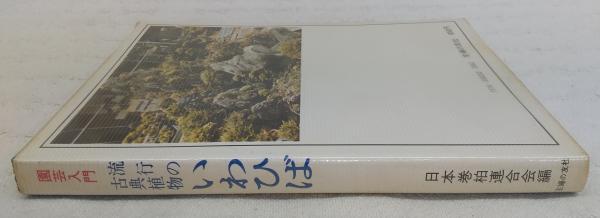 園芸入門
流行の
古典植物
いわひば
日本巻柏連合会編
主婦の友社